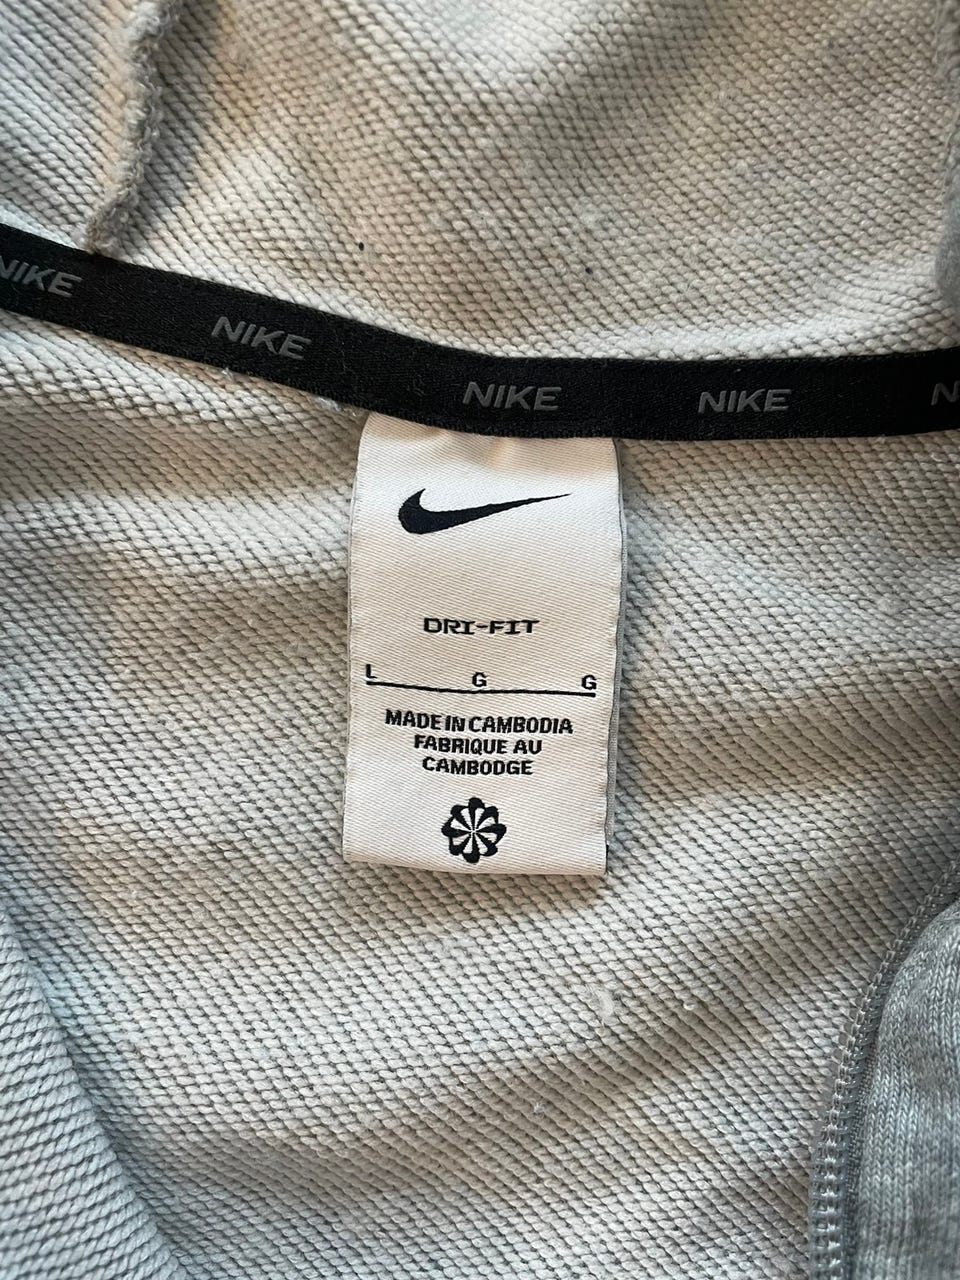 NIKE NIKE NIKE NIKE N
DRI-FIT
L G G
MADE IN CAMBODIA
FABRIQUE AU
CAMBODGE